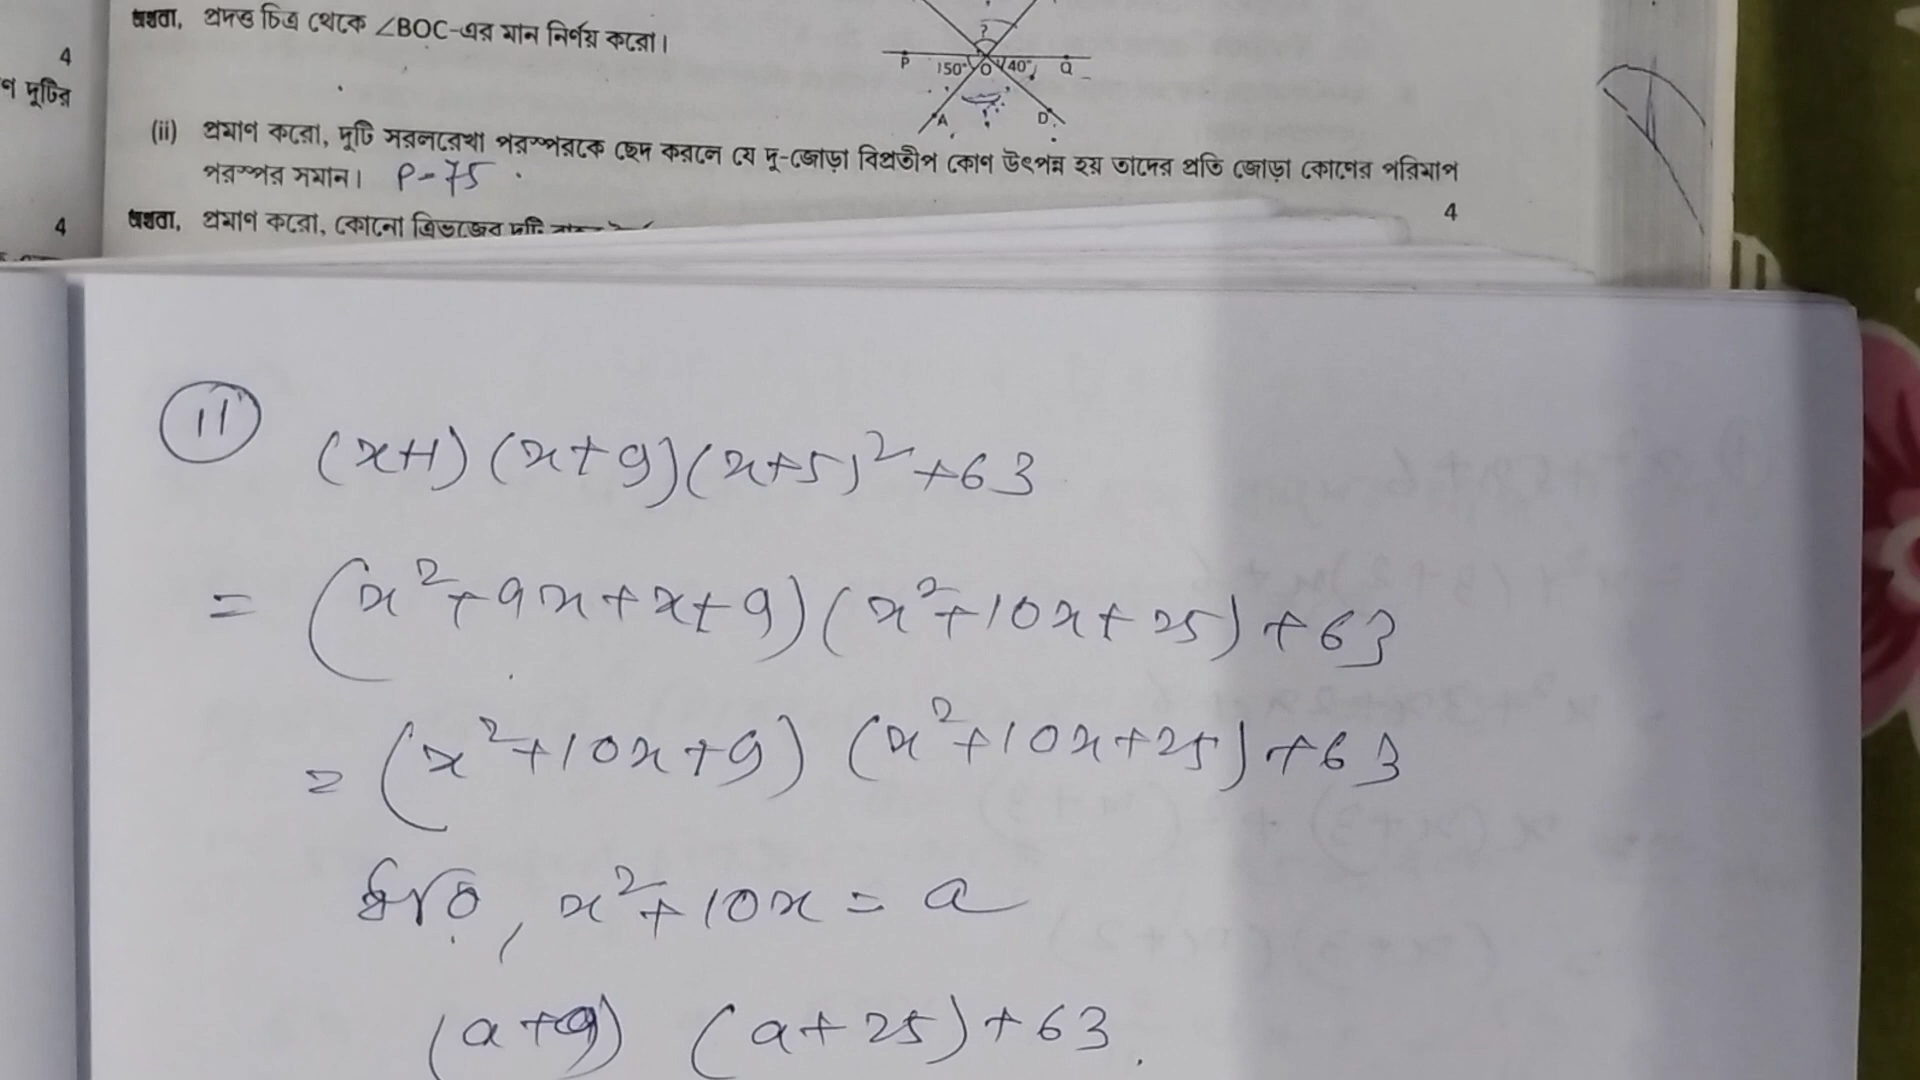 অথবা, প্রদত্ত চিত্র থেকে ∠BOC-এর মান নির্ণয় করো।
4
ণ দুটির
?
P 150° O 40° Q
A D
(ii) প্রমাণ করো, দুটি সরলরেখা পরস্পরকে ছেদ করলে যে দু-জোড়া বিপ্রতীপ কোণ উৎপন্ন হয় তাদের প্রতি জোড়া কোণের পরিমাপ
পরস্পর সমান। P-75
4
4
অথবা, প্রমাণ করো, কোনো ত্রিভুজের দুটি
11
(x+1) (x+9)(x+5)² +63
= (x²+9x+x+9) (x²+10x+25) +63
= (x²+10x+9) (x²+10x+25) +63
ধরি, x²+10x = a
(a+9) (a+25)+63.